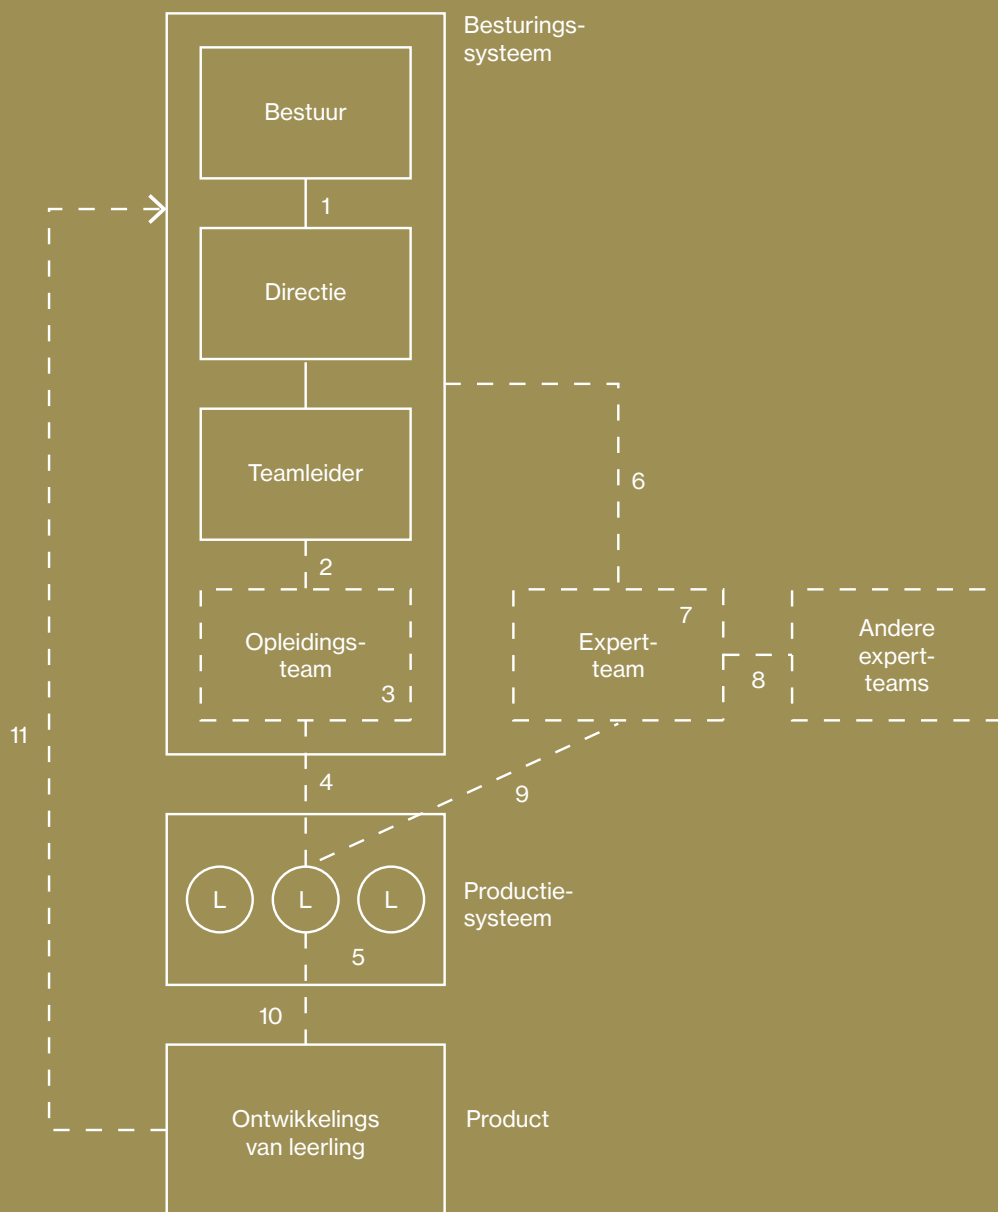 Besturings-
systeem
Bestuur
1
Directie
Teamleider
2
6
Opleidings-
team
3
Expert-
team
7
8
Andere
expert-
teams
11
4
9
L
L
L
Productie-
systeem
5
10
Ontwikkelings
van leerling
Product